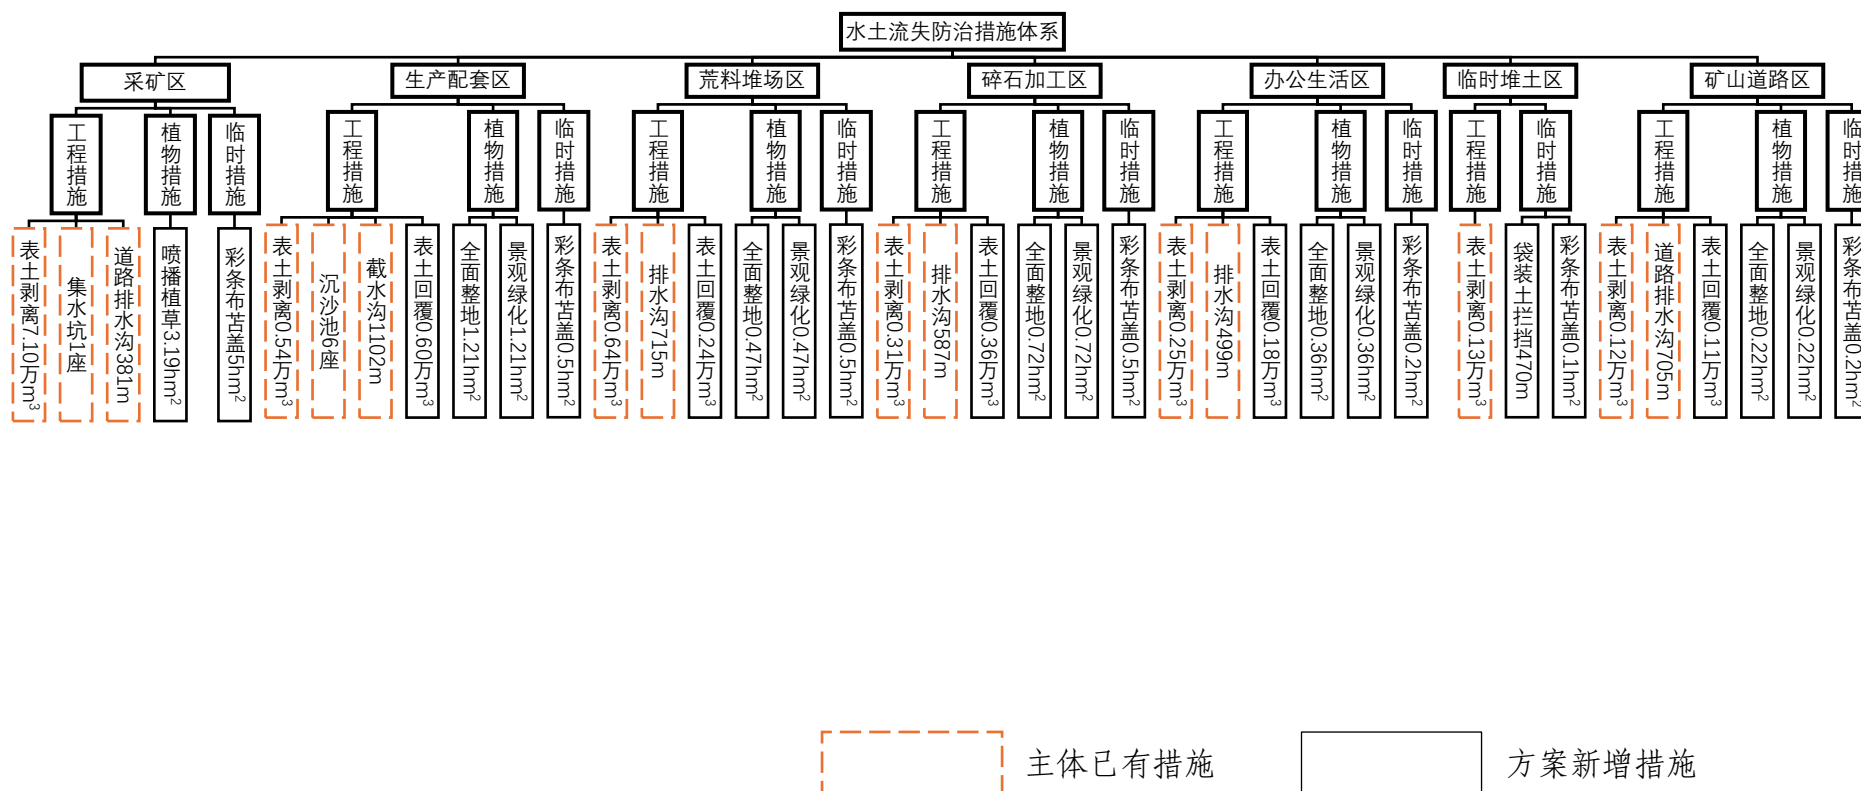 水土流失防治措施体系
采矿区
生产配套区
荒料堆场区
碎石加工区
办公生活区
临时堆土区
矿山道路区
工程措施
植物措施
临时措施
工程措施
植物措施
临时措施
工程措施
植物措施
临时措施
工程措施
植物措施
临时措施
工程措施
植物措施
临时措施
工程措施
临时措施
工程措施
植物措施
临时措施
表土剥离7.10万m³
集水坑1座
道路排水沟381m
喷播植草3.19hm²
彩条布苫盖5hm²
表土剥离0.54万m³
沉沙池6座
截水沟1102m
表土回覆0.60万m³
全面整地1.21hm²
景观绿化1.21hm²
彩条布苫盖0.5hm²
表土剥离0.64万m³
排水沟715m
表土回覆0.24万m³
全面整地0.47hm²
景观绿化0.47hm²
彩条布苫盖0.5hm²
表土剥离0.31万m³
排水沟587m
表土回覆0.36万m³
全面整地0.72hm²
景观绿化0.72hm²
彩条布苫盖0.5hm²
表土剥离0.25万m³
排水沟499m
表土回覆0.18万m³
全面整地0.36hm²
景观绿化0.36hm²
彩条布苫盖0.2hm²
表土剥离0.13万m³
袋装土拦挡470m
彩条布苫盖0.1hm²
表土剥离0.12万m³
道路排水沟705m
表土回覆0.11万m³
全面整地0.22hm²
景观绿化0.22hm²
彩条布苫盖0.2hm²
主体已有措施
方案新增措施